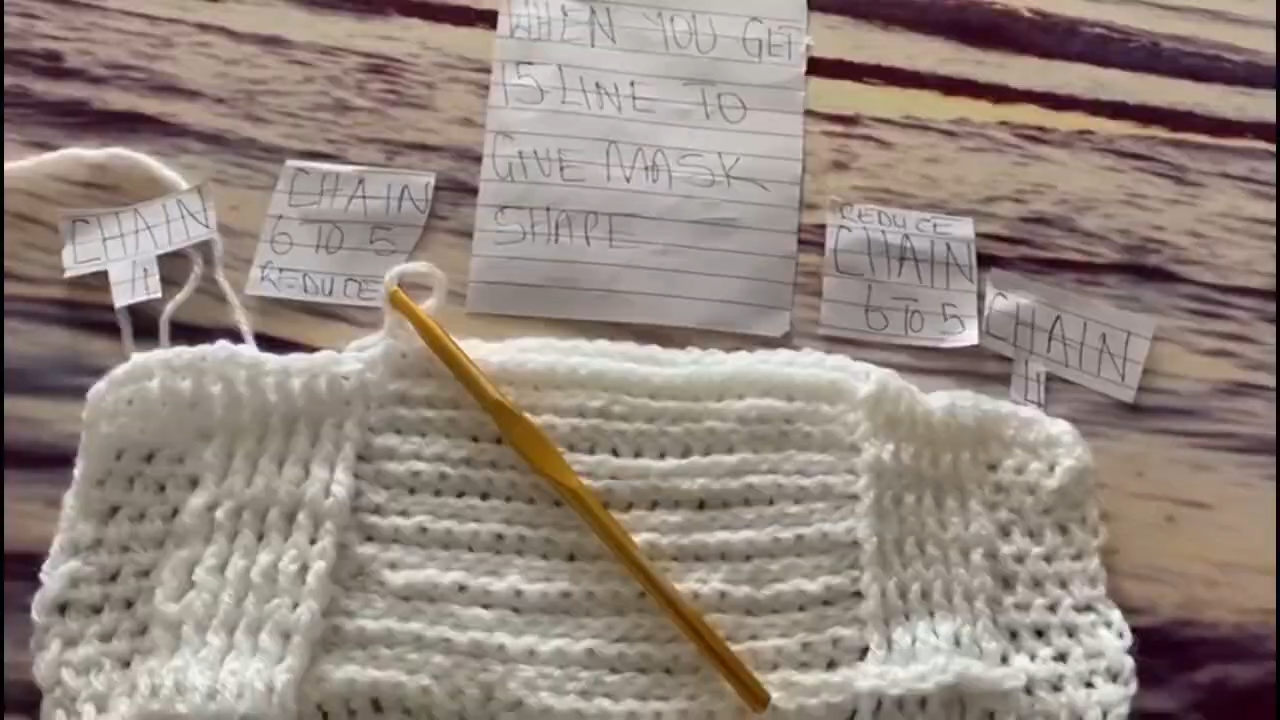 WHEN YOU GET
15 LINE TO
GIVE MASK
SHAPE
CHAIN
4
CHAIN
6 TO 5
REDUCE
REDUCE
CHAIN
6 TO 5
CHAIN
4